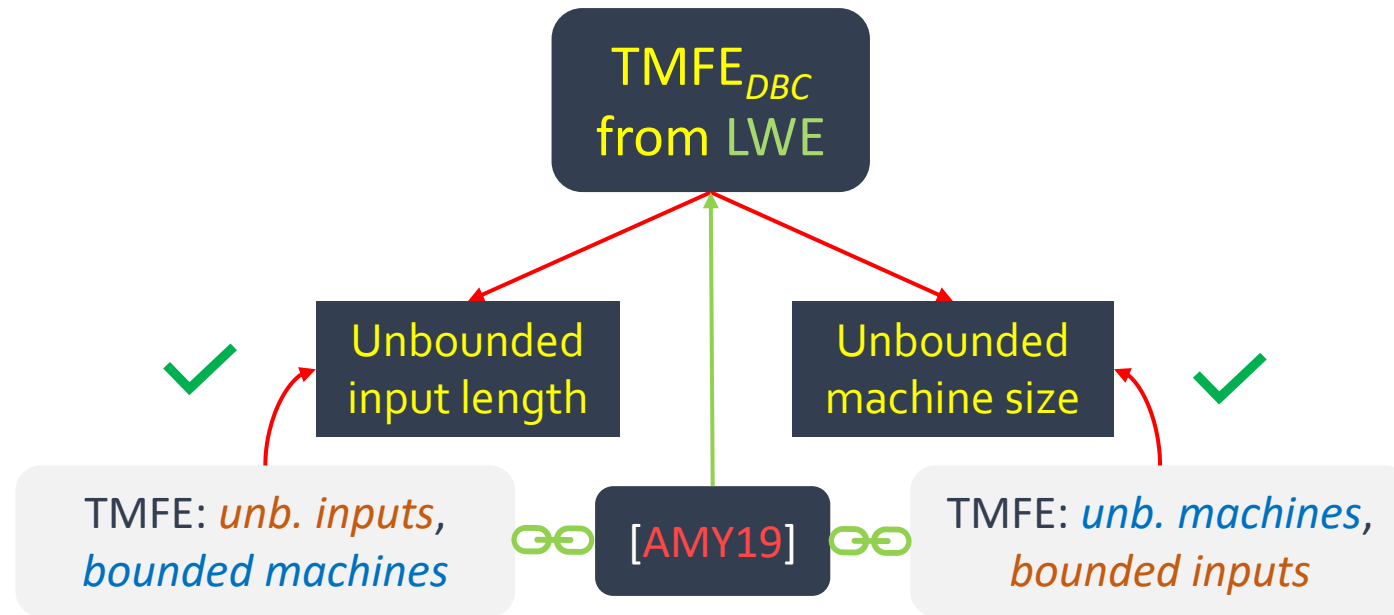 TMFE_DBC
from LWE
Unbounded
input length
Unbounded
machine size
TMFE: unb. inputs,
bounded machines
[AMY19]
TMFE: unb. machines,
bounded inputs